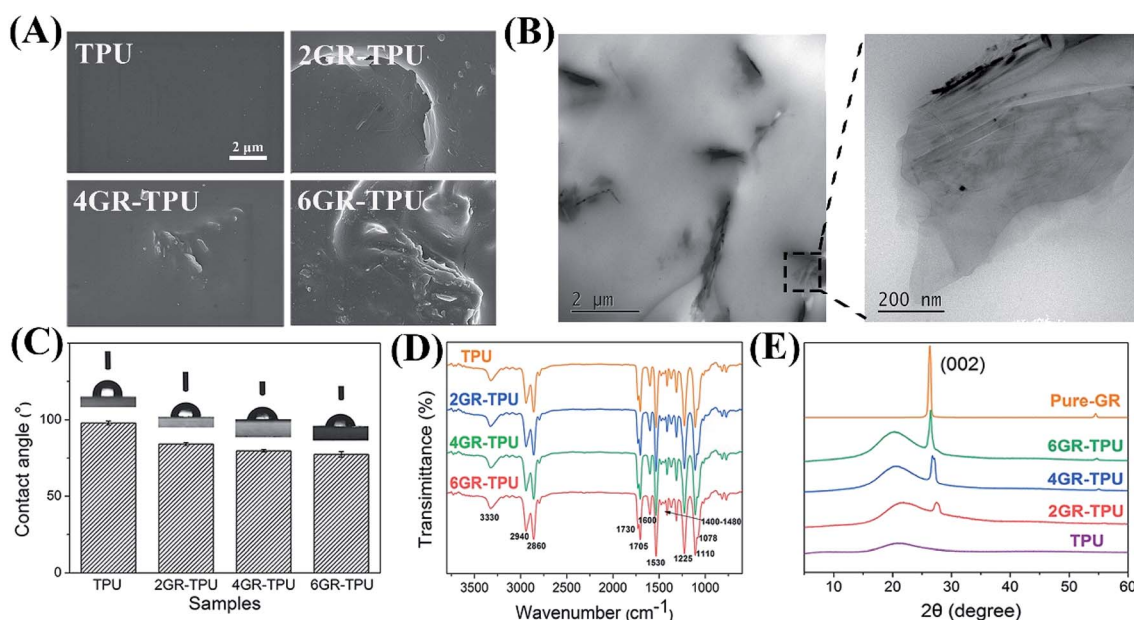 (A)
TPU
2GR-TPU
2 μm
4GR-TPU
6GR-TPU
(B)
2 μm
200 nm
(C)
Contact angle (°)
100
75
50
25
0
TPU 2GR-TPU 4GR-TPU 6GR-TPU
Samples
(D)
Transimittance (%)
TPU
2GR-TPU
4GR-TPU
6GR-TPU
3330
2940
2860
1730
1705
1600
1530
1400-1480
1225
1078
1110
3500 3000 2500 2000 1500 1000
Wavenumber (cm-1)
(E)
(002)
Pure-GR
6GR-TPU
4GR-TPU
2GR-TPU
TPU
10 20 30 40 50 60
2θ (degree)